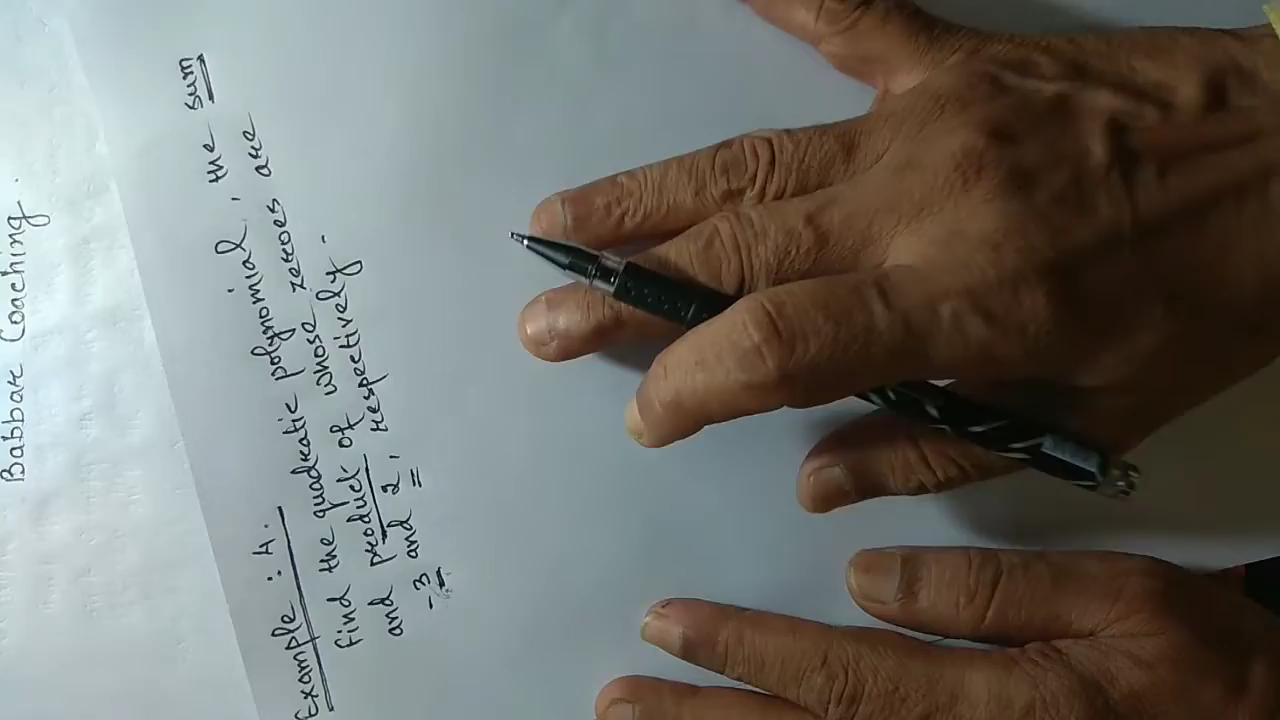 Babbar Coaching.
Example : 4.
find the quadratic polynomial, the sum
and product of whose zeroes are
-3 and 2, respectively.